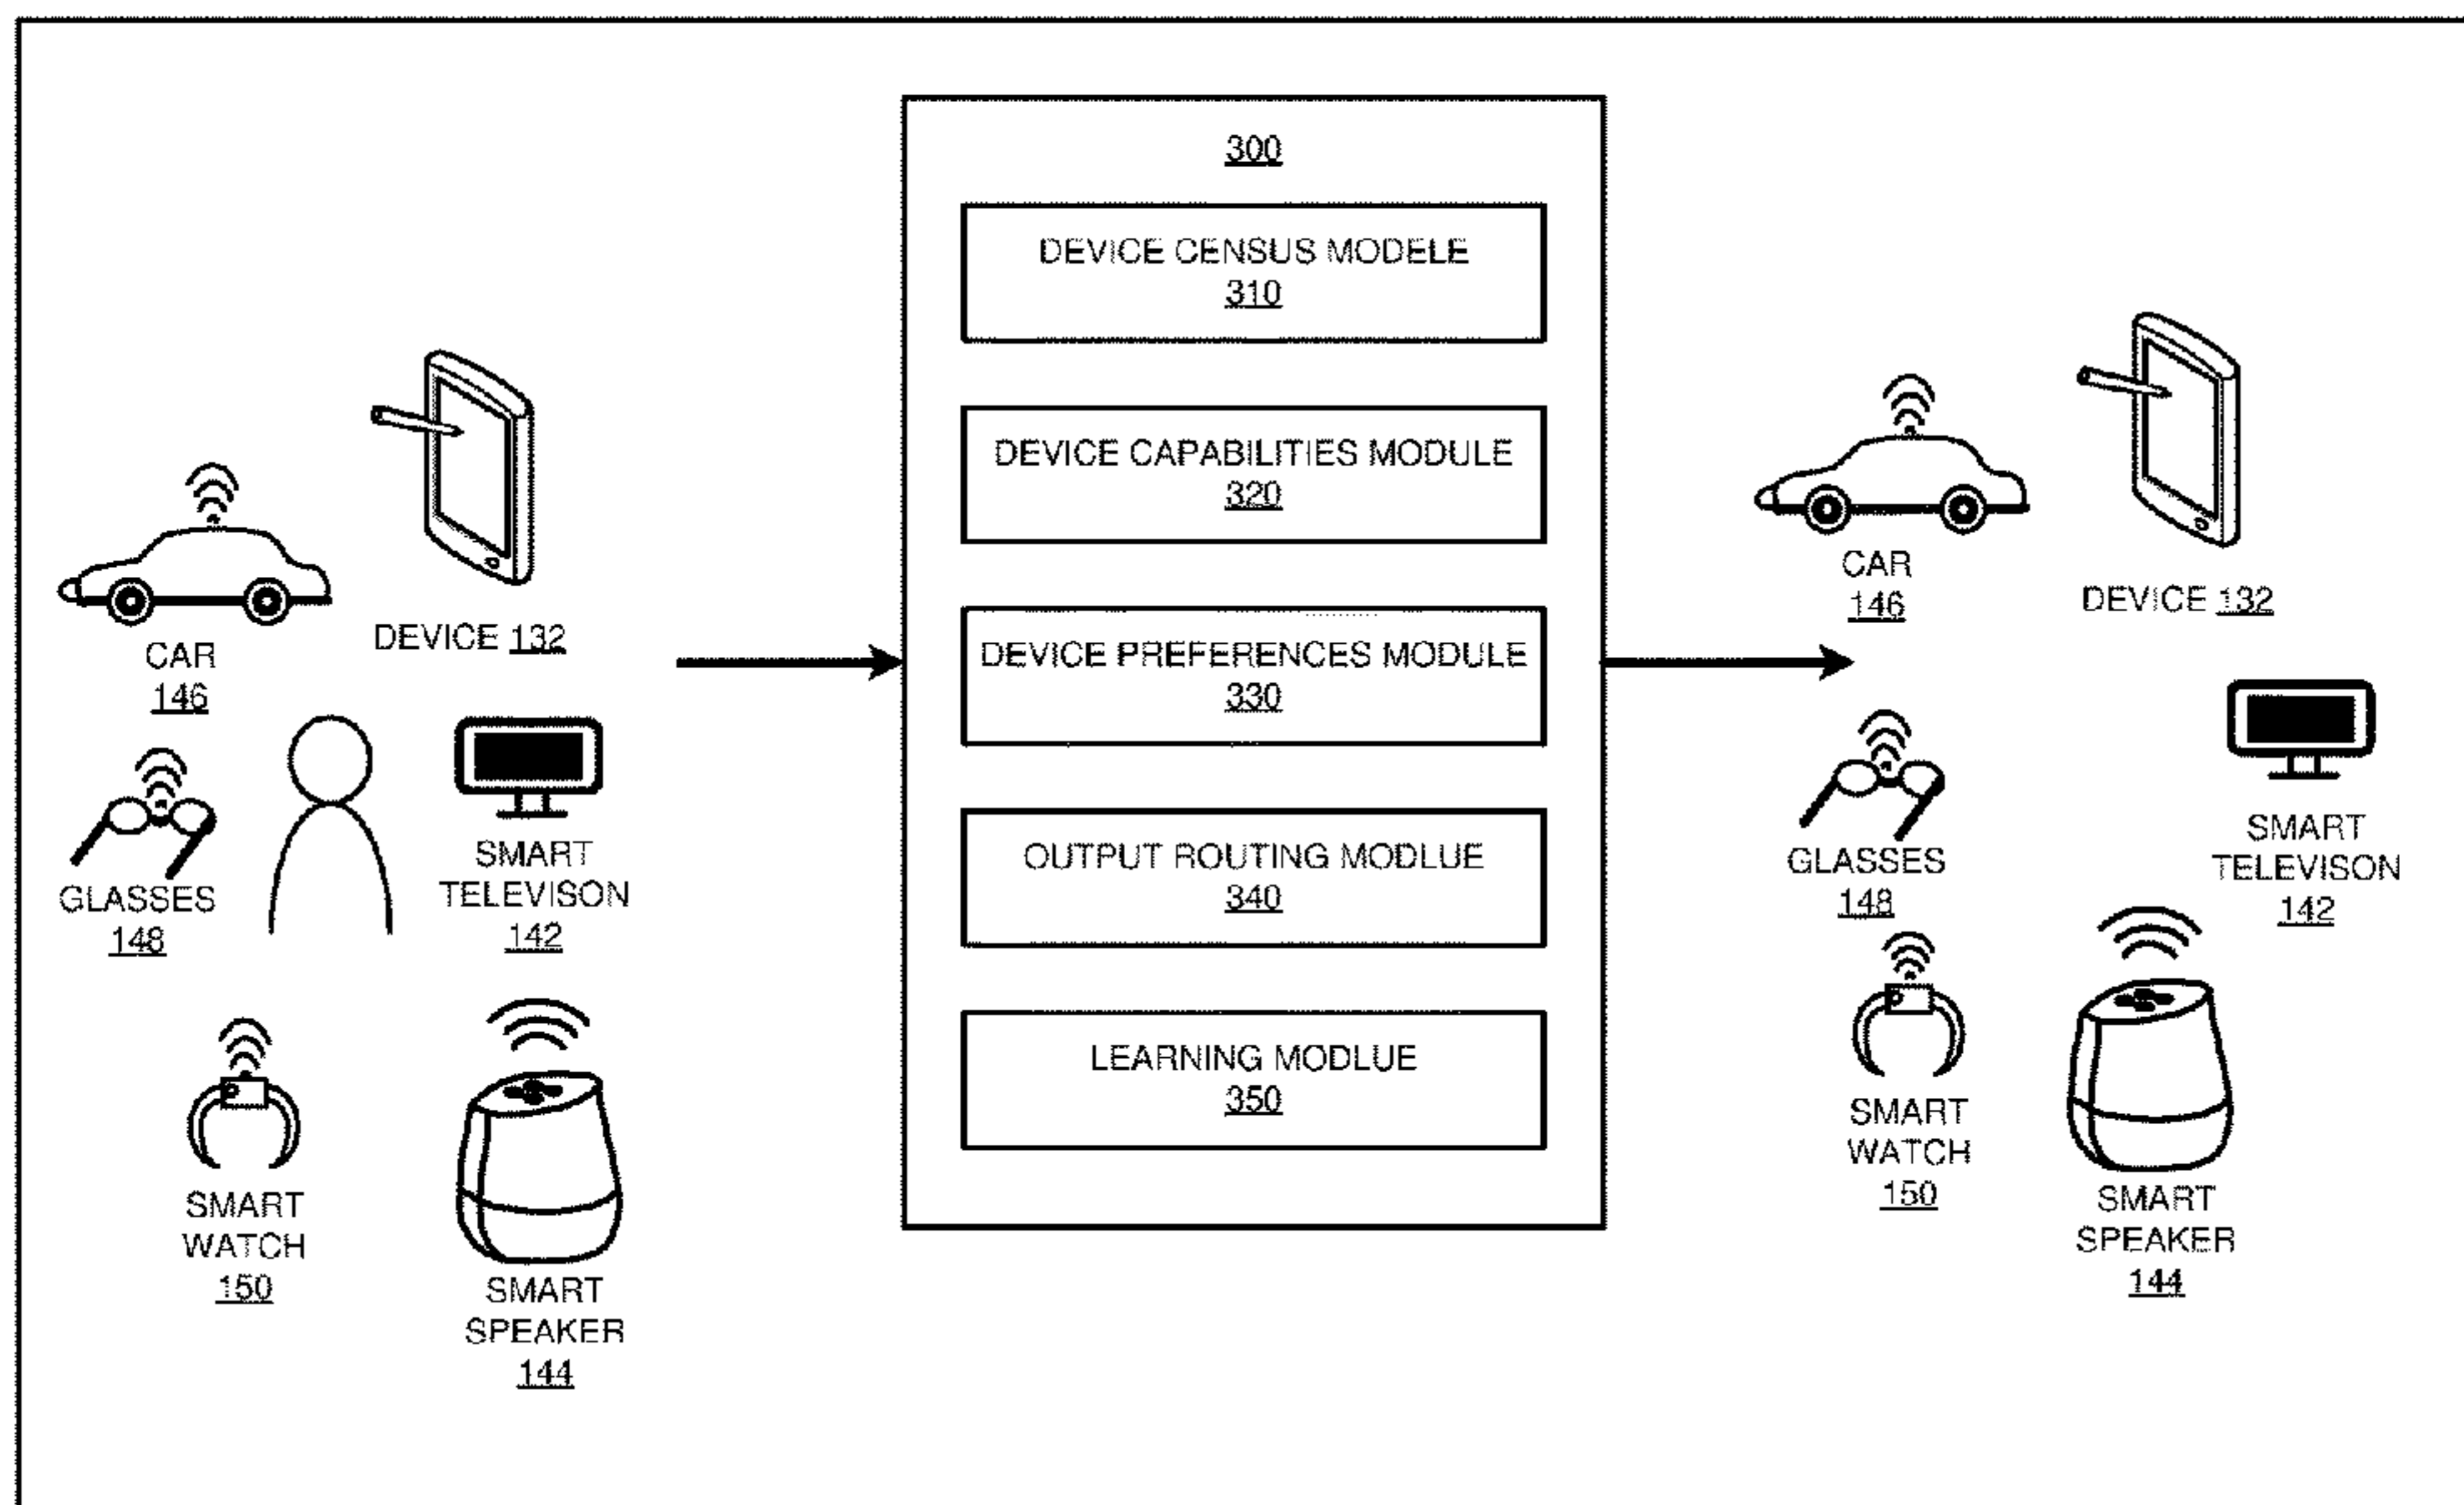 300
DEVICE CENSUS MODELE
310
DEVICE CAPABILITIES MODULE
320
DEVICE PREFERENCES MODULE
330
OUTPUT ROUTING MODLUE
340
LEARNING MODLUE
350
DEVICE 132
CAR
146
SMART
TELEVISON
142
GLASSES
148
SMART
WATCH
150
SMART
SPEAKER
144
CAR
146
DEVICE 132
GLASSES
148
SMART
TELEVISON
142
SMART
WATCH
150
SMART
SPEAKER
144